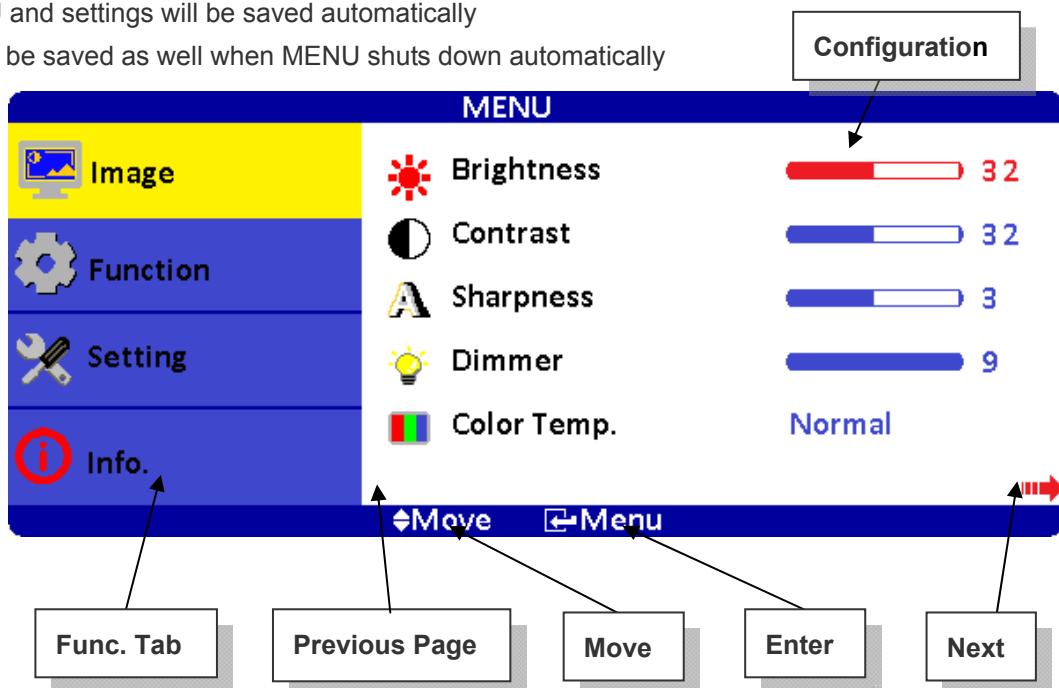 and settings will be saved automatically
be saved as well when MENU shuts down automatically
Configuration
MENU
Image
Brightness 32
Contrast 32
Function
Sharpness 3
Setting
Dimmer 9
Color Temp. Normal
Info.
Move Menu
Func. Tab
Previous Page
Move
Enter
Next